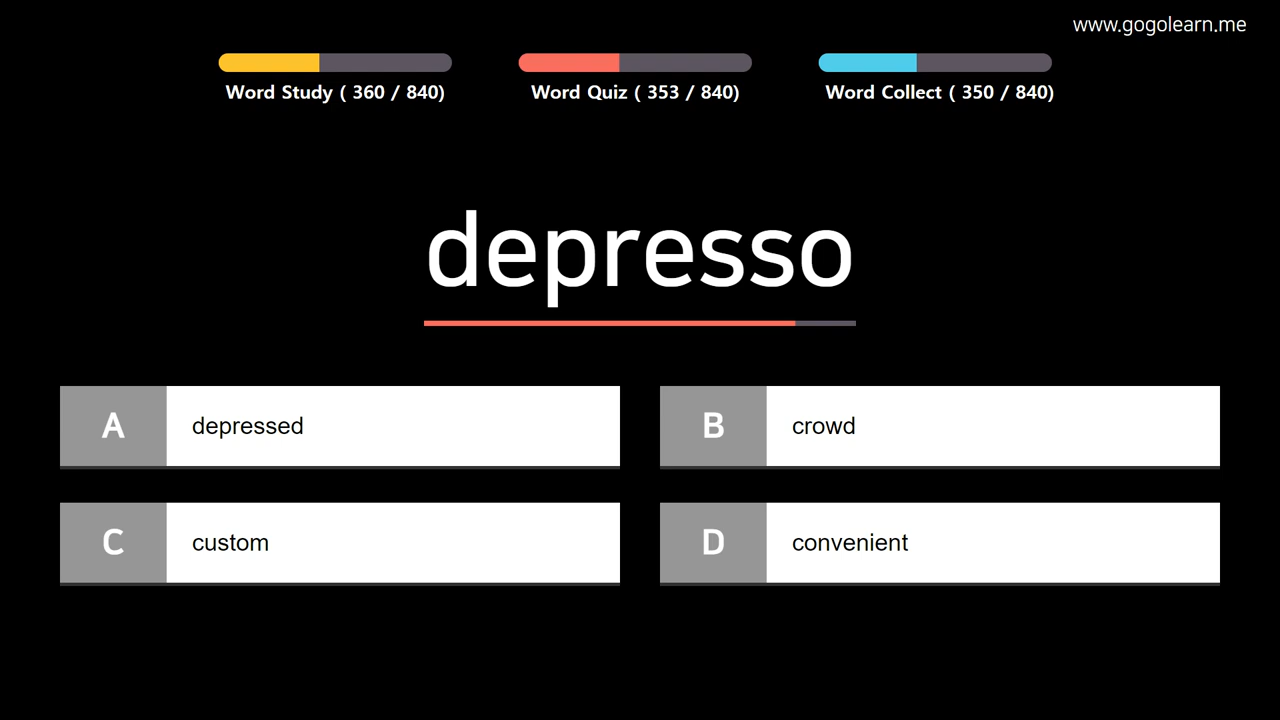 www.gogolearn.me
Word Study ( 360 / 840)
Word Quiz ( 353 / 840)
Word Collect ( 350 / 840)
depresso
A depressed
B crowd
C custom
D convenient